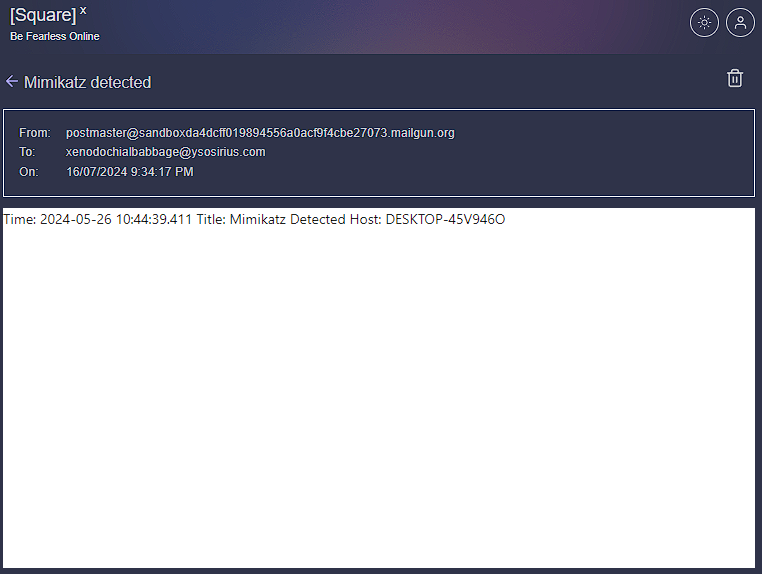 [Square] x
Be Fearless Online
Mimikatz detected
From: postmaster@sandboxda4dcff019894556a0acf9f4cbe27073.mailgun.org
To: xenodochialbabbage@ysosirius.com
On: 16/07/2024 9:34:17 PM
Time: 2024-05-26 10:44:39.411 Title: Mimikatz Detected Host: DESKTOP-45V946O